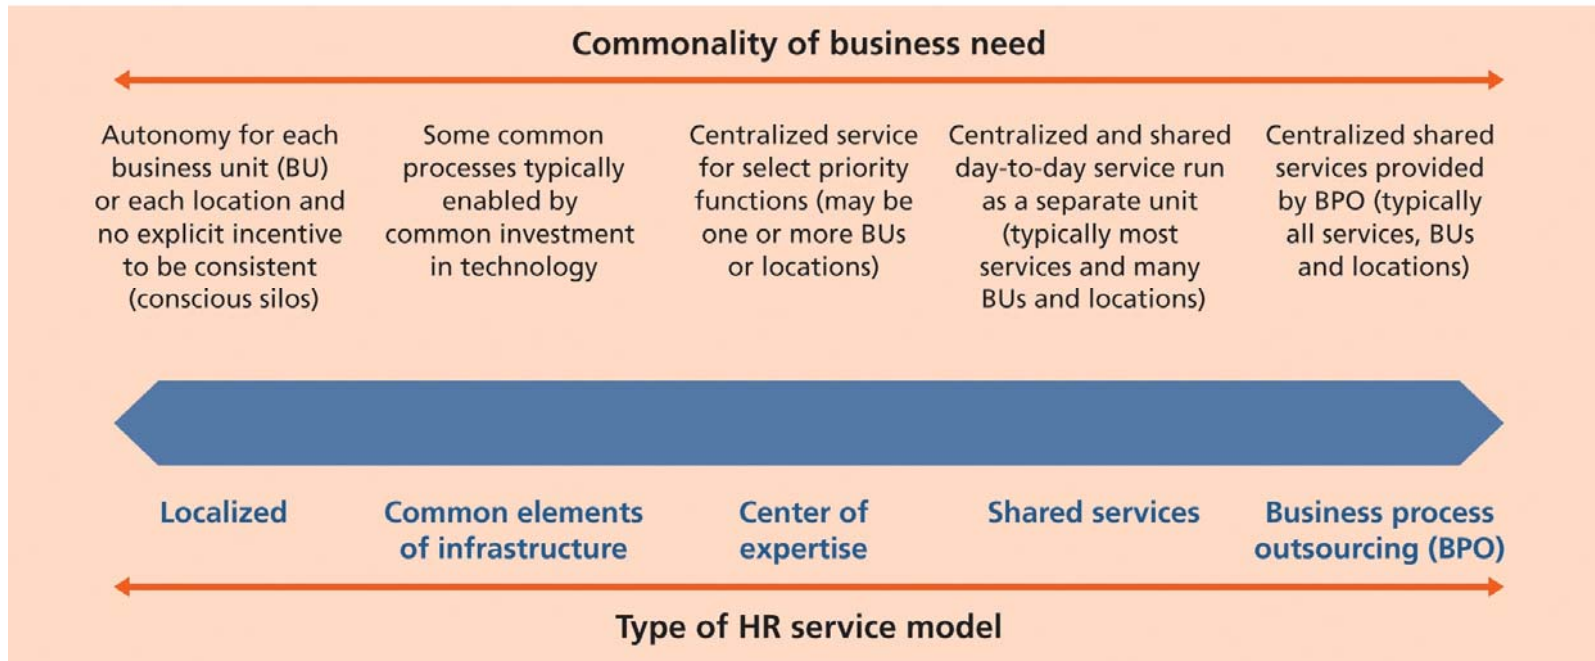 Commonality of business need
Autonomy for each
business unit (BU)
or each location and
no explicit incentive
to be consistent
(conscious silos)
Some common
processes typically
enabled by
common investment
in technology
Centralized service
for select priority
functions (may be
one or more BUs
or locations)
Centralized and shared
day-to-day service run
as a separate unit
(typically most
services and many
BUs and locations)
Centralized shared
services provided
by BPO (typically
all services, BUs
and locations)
Localized
Common elements
of infrastructure
Center of
expertise
Shared services
Business process
outsourcing (BPO)
Type of HR service model